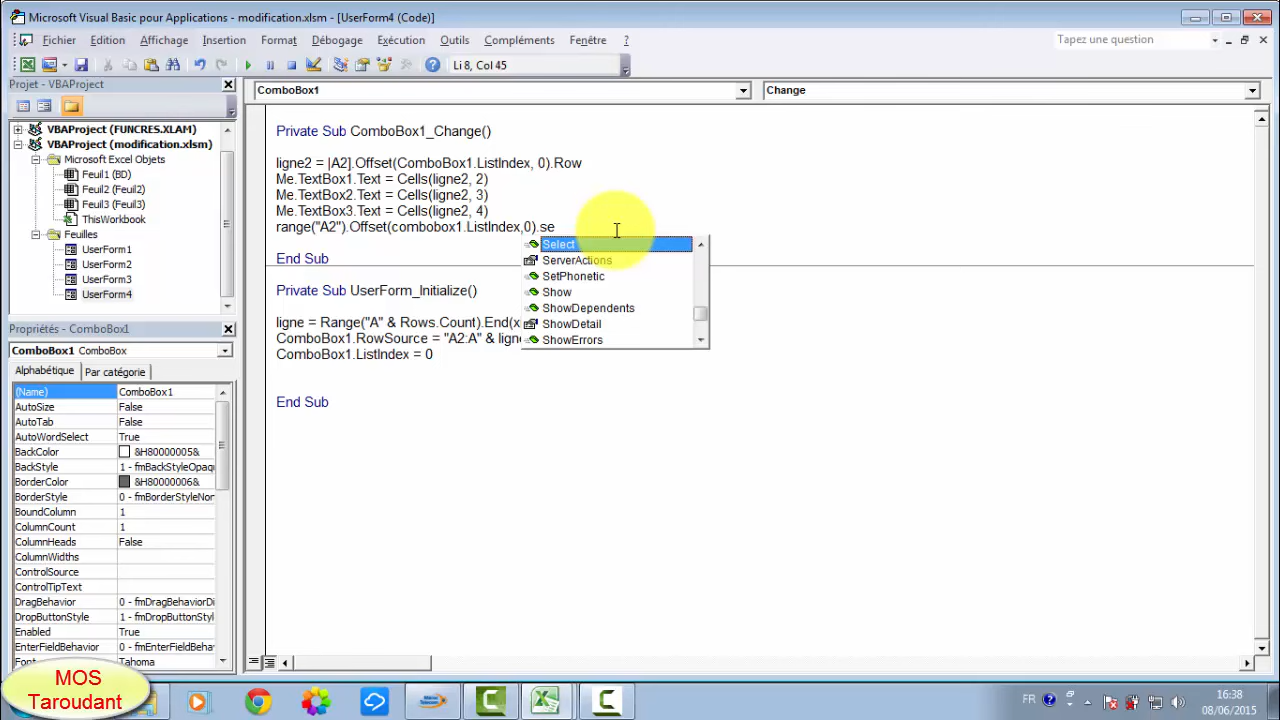 Microsoft Visual Basic pour Applications - modification.xlsm - [UserForm4 (Code)]
Fichier Edition Affichage Insertion Format Débogage Exécution Outils Compléments Fenêtre ? Tapez une question
Li 8, Col 45
Projet - VBAProject
ComboBox1 Change
VBAProject (FUNCRES.XLAM)
VBAProject (modification.xlsm)
Microsoft Excel Objets
Feuil1 (BD)
Feuil2 (Feuil2)
Feuil3 (Feuil3)
ThisWorkbook
Feuilles
UserForm1
UserForm2
UserForm3
UserForm4
Private Sub ComboBox1_Change()
ligne2 = [A2].Offset(ComboBox1.ListIndex, 0).Row
Me.TextBox1.Text = Cells(ligne2, 2)
Me.TextBox2.Text = Cells(ligne2, 3)
Me.TextBox3.Text = Cells(ligne2, 4)
range("A2").Offset(combobox1.ListIndex,0).se
Select
ServerActions
SetPhonetic
Show
ShowDependents
ShowDetail
ShowErrors
End Sub
Private Sub UserForm_Initialize()
ligne = Range("A" & Rows.Count).End(x
ComboBox1.RowSource = "A2:A" & lign
ComboBox1.ListIndex = 0
End Sub
Propriétés - ComboBox1
ComboBox1 ComboBox
Alphabétique Par catégorie
(Name) ComboBox1
AutoSize False
AutoTab False
AutoWordSelect True
BackColor &H80000005&
BackStyle 1 - fmBackStyleOpaqu
BorderColor &H80000006&
BorderStyle 0 - fmBorderStyleNon
BoundColumn 1
ColumnCount 1
ColumnHeads False
ColumnWidths
ControlSource
ControlTipText
DragBehavior 0 - fmDragBehaviorDi
DropButtonStyle 1 - fmDropButtonStyl
Enabled True
EnterFieldBehavior 0 - fmEnterFieldBeha
Font Tahoma
MOS
Taroudant
FR
16:38
08/06/2015